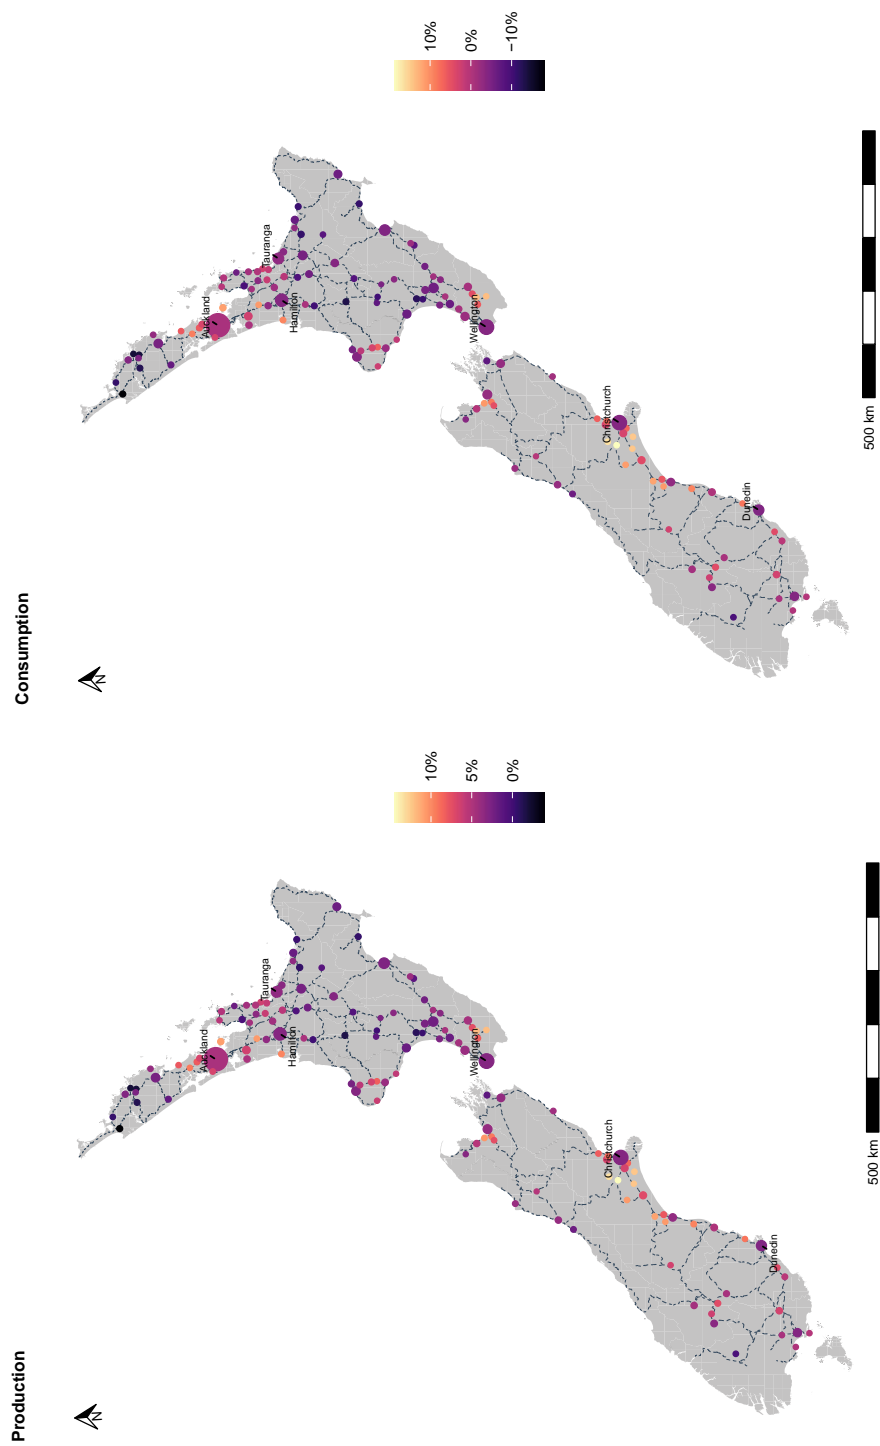 Production
N
Auckland
Tauranga
Hamilton
Wellington
Christchurch
Dunedin
10%
5%
0%
500 km
Consumption
N
Auckland
Tauranga
Hamilton
Wellington
Christchurch
Dunedin
10%
0%
−10%
500 km